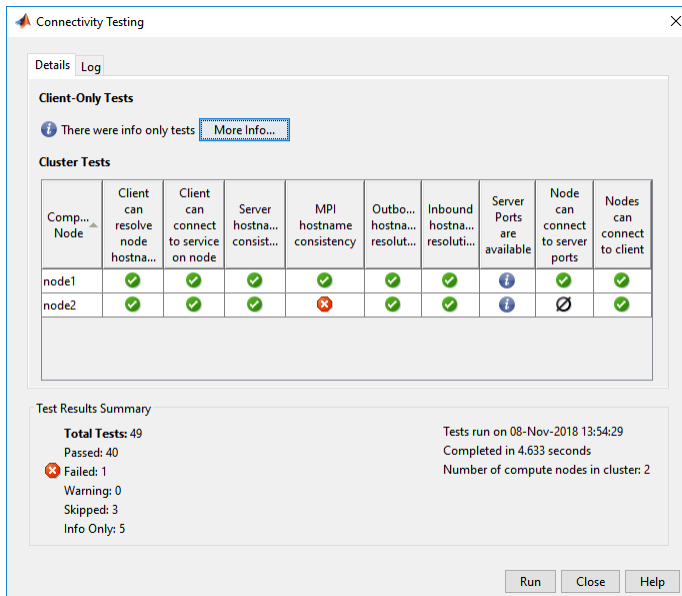 Connectivity Testing
Details
Log
Client-Only Tests
There were info only tests
More Info...
Cluster Tests
Comp...
Node
Client
can
resolve
node
hostna...
Client
can
connect
to service
on node
Server
hostna...
consist...
MPI
hostname
consistency
Outbo...
hostna...
resolut...
Inbound
hostna...
resoluti...
Server
Ports
are
available
Node
can
connect
to server
ports
Nodes
can
connect
to client
node1
node2
Test Results Summary
Total Tests: 49
Passed: 40
Failed: 1
Warning: 0
Skipped: 3
Info Only: 5
Tests run on 08-Nov-2018 13:54:29
Completed in 4.633 seconds
Number of compute nodes in cluster: 2
Run
Close
Help